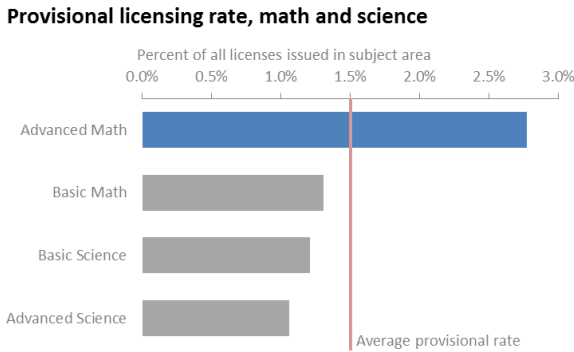 Provisional licensing rate, math and science
Percent of all licenses issued in subject area
0.0% 0.5% 1.0% 1.5% 2.0% 2.5% 3.0%
Advanced Math
Basic Math
Basic Science
Advanced Science
Average provisional rate